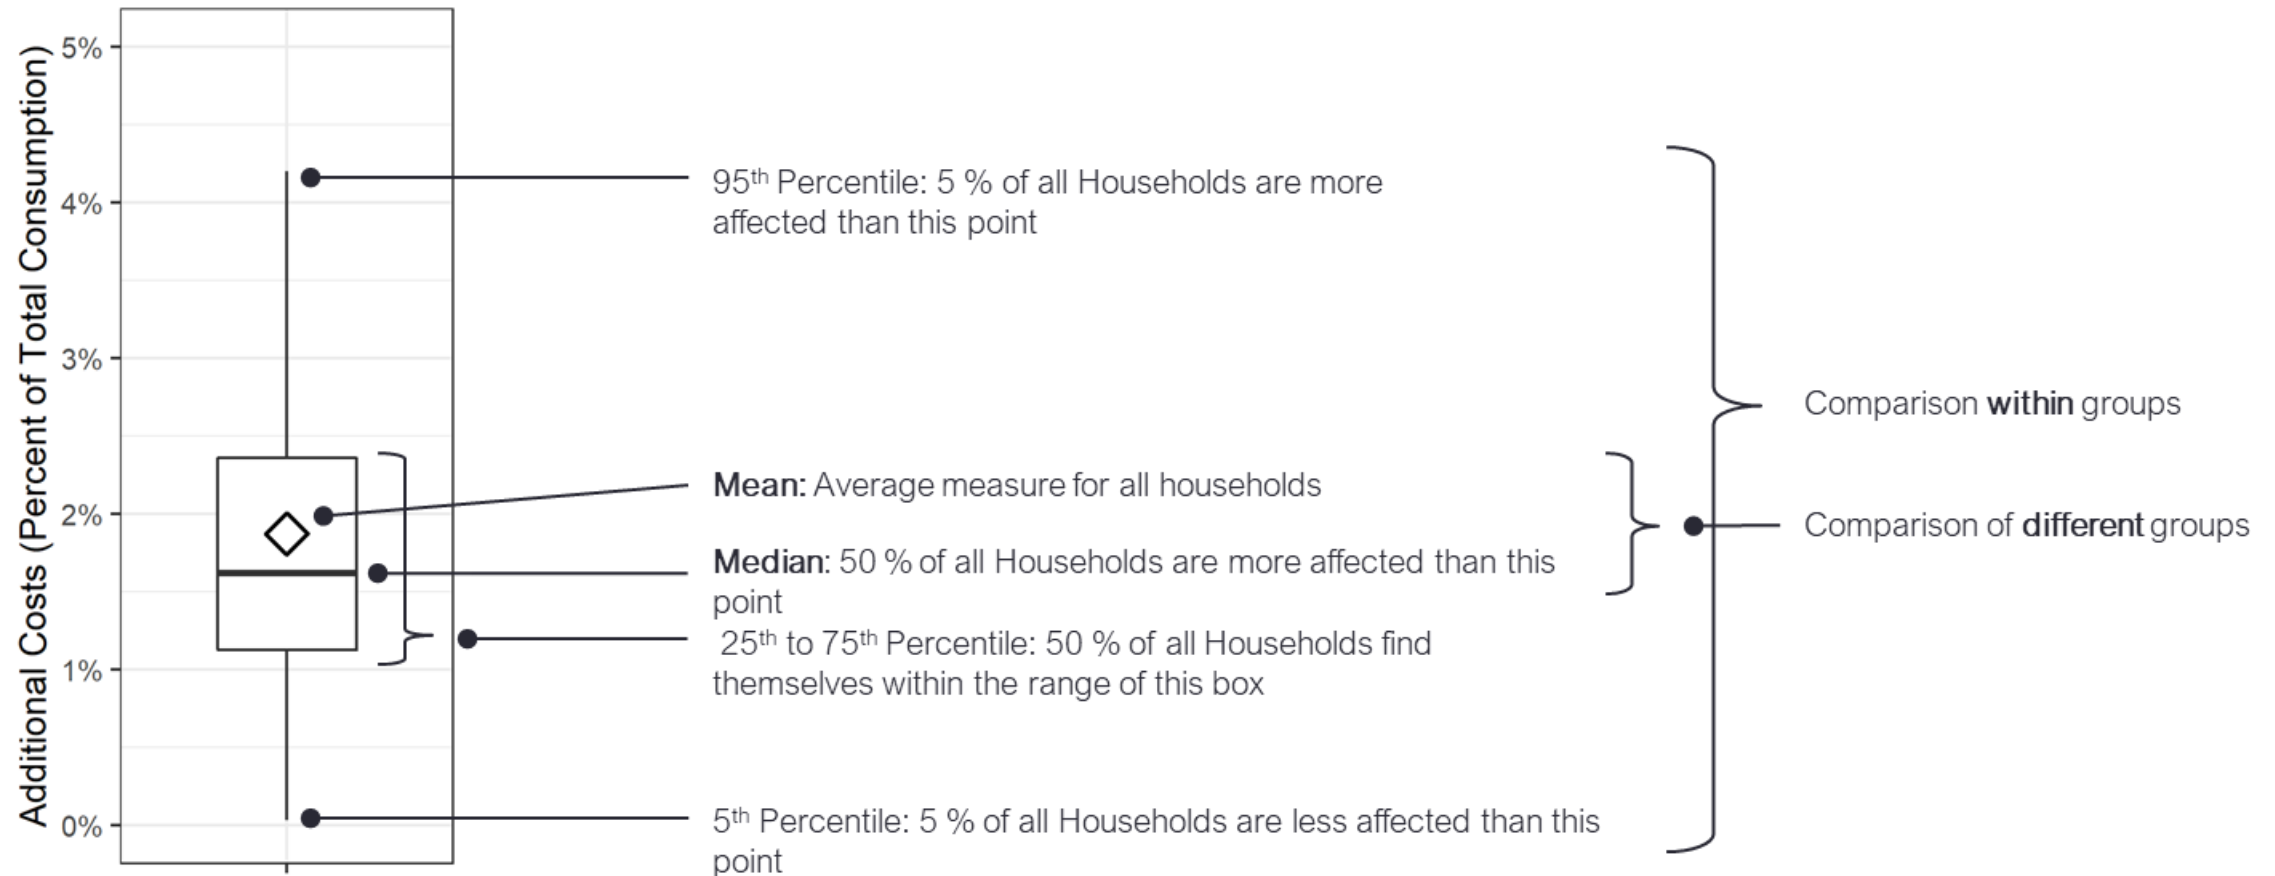 Additional Costs (Percent of Total Consumption)
5%
4%
3%
2%
1%
0%
95th Percentile: 5 % of all Households are more
affected than this point
Mean: Average measure for all households
Median: 50 % of all Households are more affected than this
point
25th to 75th Percentile: 50 % of all Households find
themselves within the range of this box
5th Percentile: 5 % of all Households are less affected than this
point
Comparison within groups
Comparison of different groups